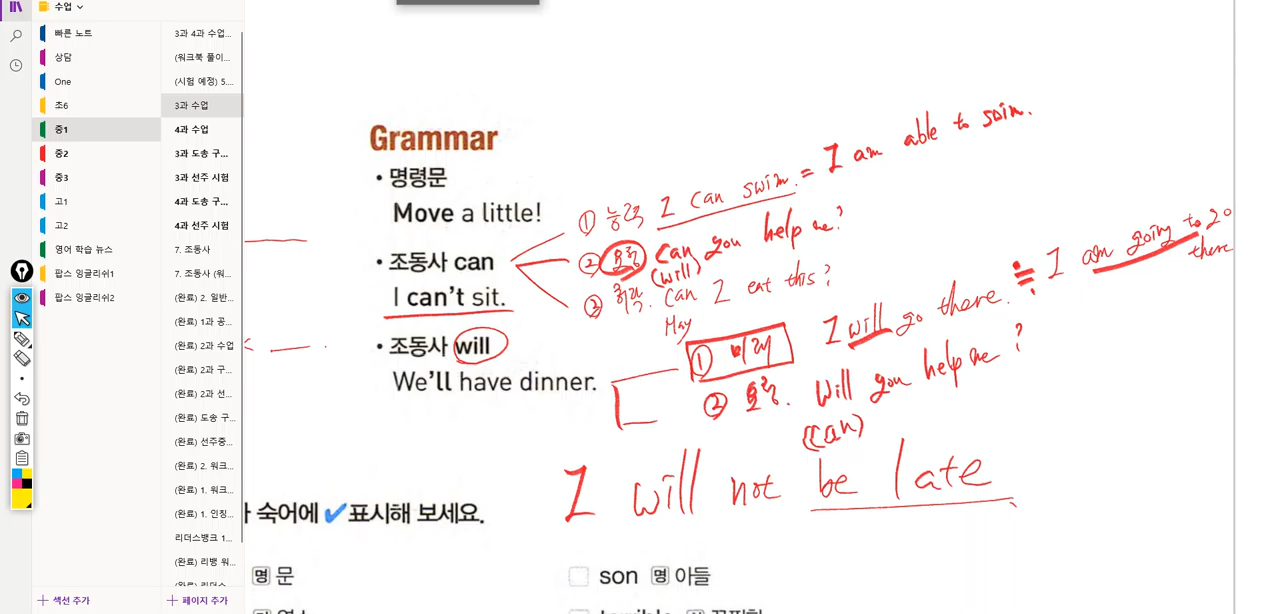 수업
빠른 노트
상담
One
초6
중1
중2
중3
고1
고2
영어 학습 뉴스
팝스 잉글리쉬1
팝스 잉글리쉬2
색션 추가
3과 4과 수업...
(워크북 풀이...
(시험 예정) 5....
3과 수업
4과 수업
3과 도송 구...
3과 선주 시험
4과 도송 구...
4과 선주 시험
7. 조동사
7. 조동사 (워...
(완료) 2. 일반...
(완료) 1과 공...
(완료) 2과 수업
(완료) 2과 구...
(완료) 2과 선...
(완료) 도송 구...
(완료) 선주중...
(완료) 2. 워크...
(완료) 1. 워크...
(완료) 1. 인칭...
리더스뱅크 1...
(완료) 리뱅 워...
페이지 추가
Grammar
• 명령문
Move a little!
• 조동사 can
I can't sit.
• 조동사 will
We'll have dinner.
① 능력 I can swim. = I am able to swim.
② 요청 Can you help me?
(will)
③ 허락. Can I eat this?
May
① 미래 I will go there. ≒ I am going to go
there
② 요청. Will you help me?
(can)
I will not be late
숙어에 ✔표시해 보세요.
명 문
son 명 아들